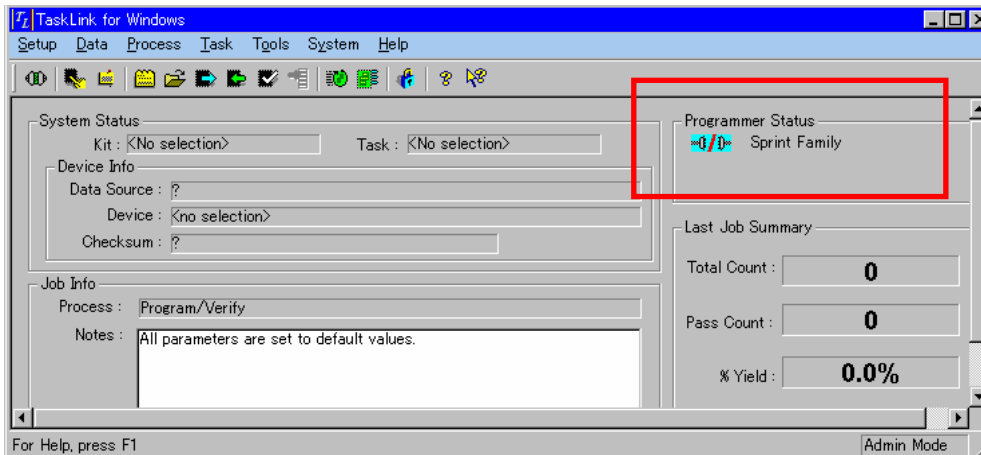 TL TaskLink for Windows
Setup Data Process Task Tools System Help
System Status
Kit : <No selection> Task : <No selection>
Device Info
Data Source : ?
Device : <no selection>
Checksum : ?
Job Info
Process : Program/Verify
Notes : All parameters are set to default values.
Programmer Status
Sprint Family
Last Job Summary
Total Count : 0
Pass Count : 0
% Yield : 0.0%
For Help, press F1 Admin Mode